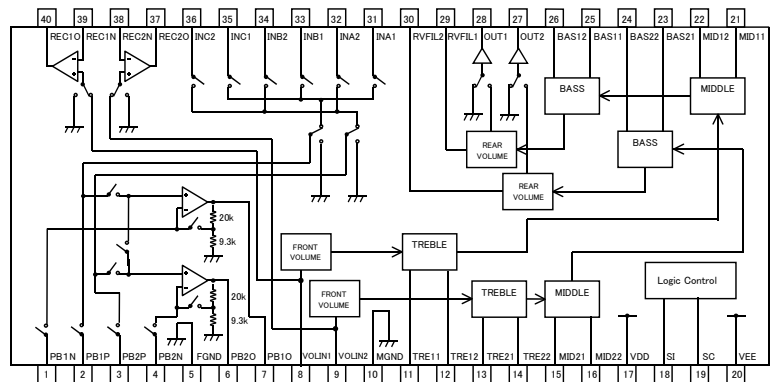 40 39 38 37 36 35 34 33 32 31 30 29 28 27 26 25 24 23 22 21
REC1O REC1N REC2N REC2O INC2 INC1 INB2 INB1 INA2 INA1 RVFIL2 RVFIL1 OUT1 OUT2 BAS12 BAS11 BAS22 BAS21 MID12 MID11
BASS
MIDDLE
REAR
VOLUME
BASS
REAR
VOLUME
20k
9.3k
FRONT
VOLUME
TREBLE
FRONT
VOLUME
TREBLE
MIDDLE
Logic Control
20k
9.3k
PB1N PB1P PB2P PB2N FGND PB2O PB1O VOLIN1 VOLIN2 MGND TRE11 TRE12 TRE21 TRE22 MID21 MID22 VDD SI SC VEE
1 2 3 4 5 6 7 8 9 10 11 12 13 14 15 16 17 18 19 20